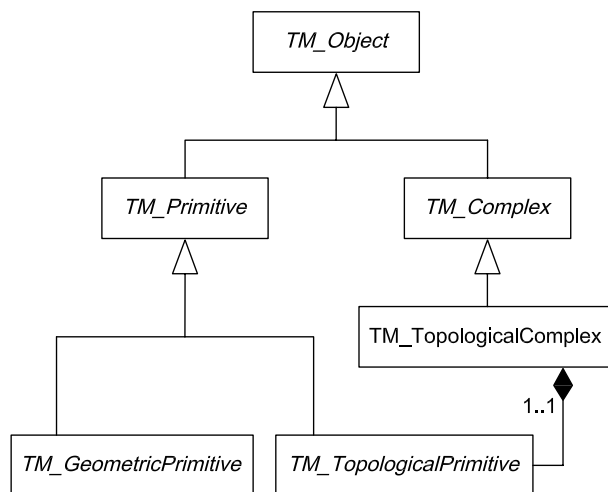 TM_Object
TM_Primitive
TM_Complex
TM_TopologicalComplex
1..1
TM_GeometricPrimitive
TM_TopologicalPrimitive